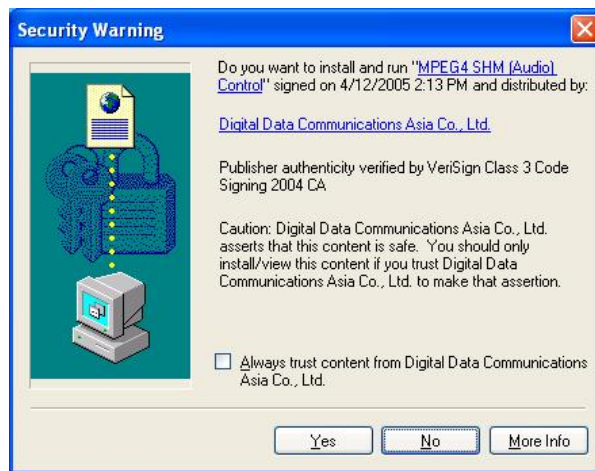 Security Warning
Do you want to install and run "MPEG4 SHM (Audio)
Control" signed on 4/12/2005 2:13 PM and distributed by:
Digital Data Communications Asia Co., Ltd.
Publisher authenticity verified by VeriSign Class 3 Code
Signing 2004 CA
Caution: Digital Data Communications Asia Co., Ltd.
asserts that this content is safe.  You should only
install/view this content if you trust Digital Data
Communications Asia Co., Ltd. to make that assertion.
Always trust content from Digital Data Communications
Asia Co., Ltd.
Yes
No
More Info